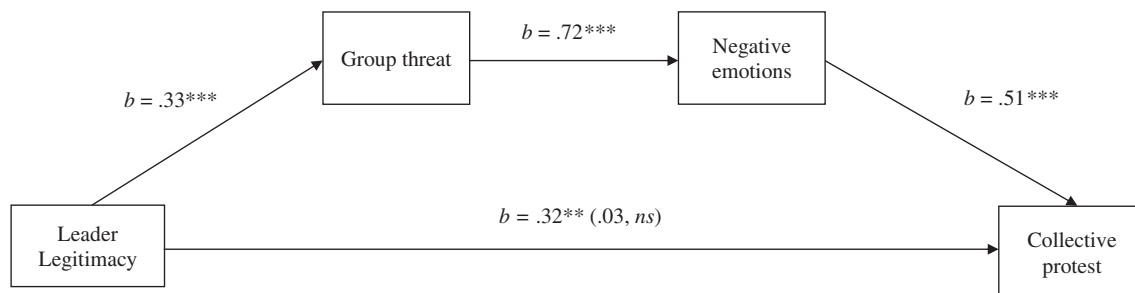 b = .72***
Group threat
Negative
emotions
b = .33***
b = .51***
b = .32** (.03, ns)
Leader
Legitimacy
Collective
protest